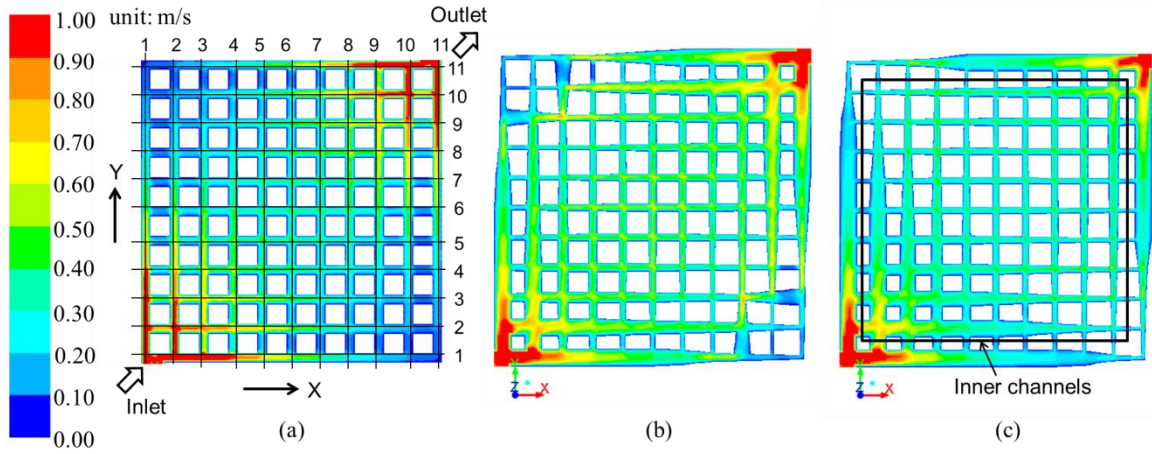 1.00 unit: m/s
0.90
0.80
0.70
0.60
0.50
0.40
0.30
0.20
0.10
0.00
Outlet
1 2 3 4 5 6 7 8 9 10 11
11
10
9
8
7
6
5
4
3
2
1
Y
X
Inlet
(a)
Y
Z X
(b)
Y
Z X
Inner channels
(c)